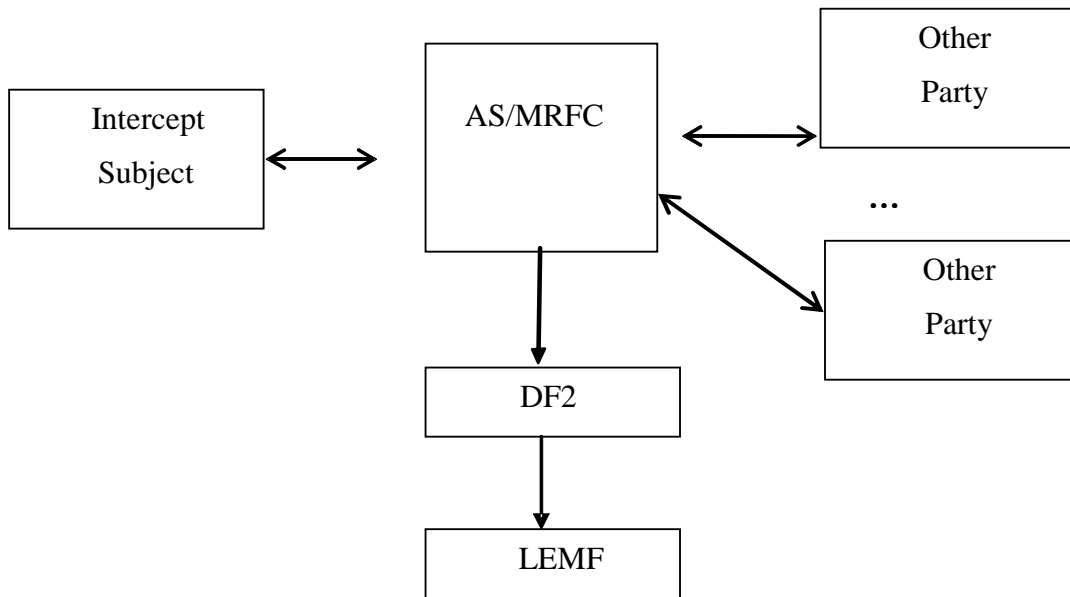 Intercept
Subject
AS/MRFC
Other
Party
...
Other
Party
DF2
LEMF